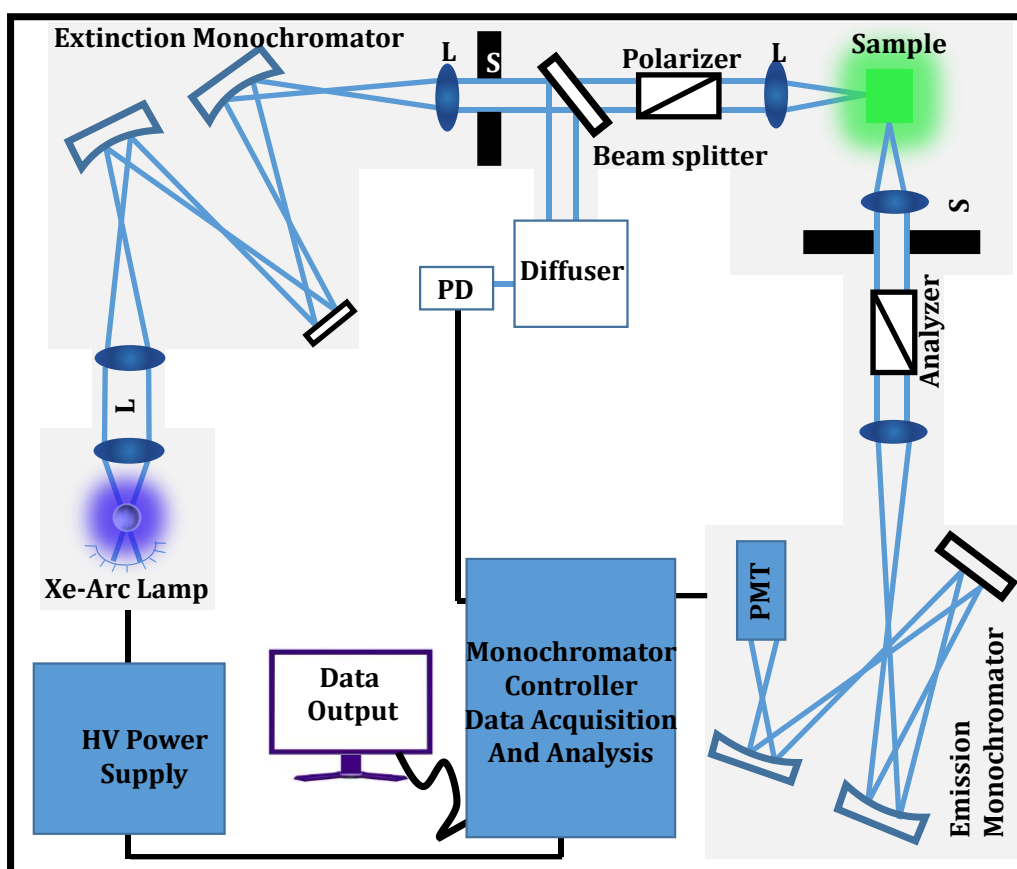 Extinction Monochromator
L
S
Polarizer
L
Sample
Beam splitter
S
Diffuser
PD
Analyzer
L
Xe-Arc Lamp
PMT
Emission
Monochromator
HV Power
Supply
Data
Output
Monochromator
Controller
Data Acquisition
And Analysis